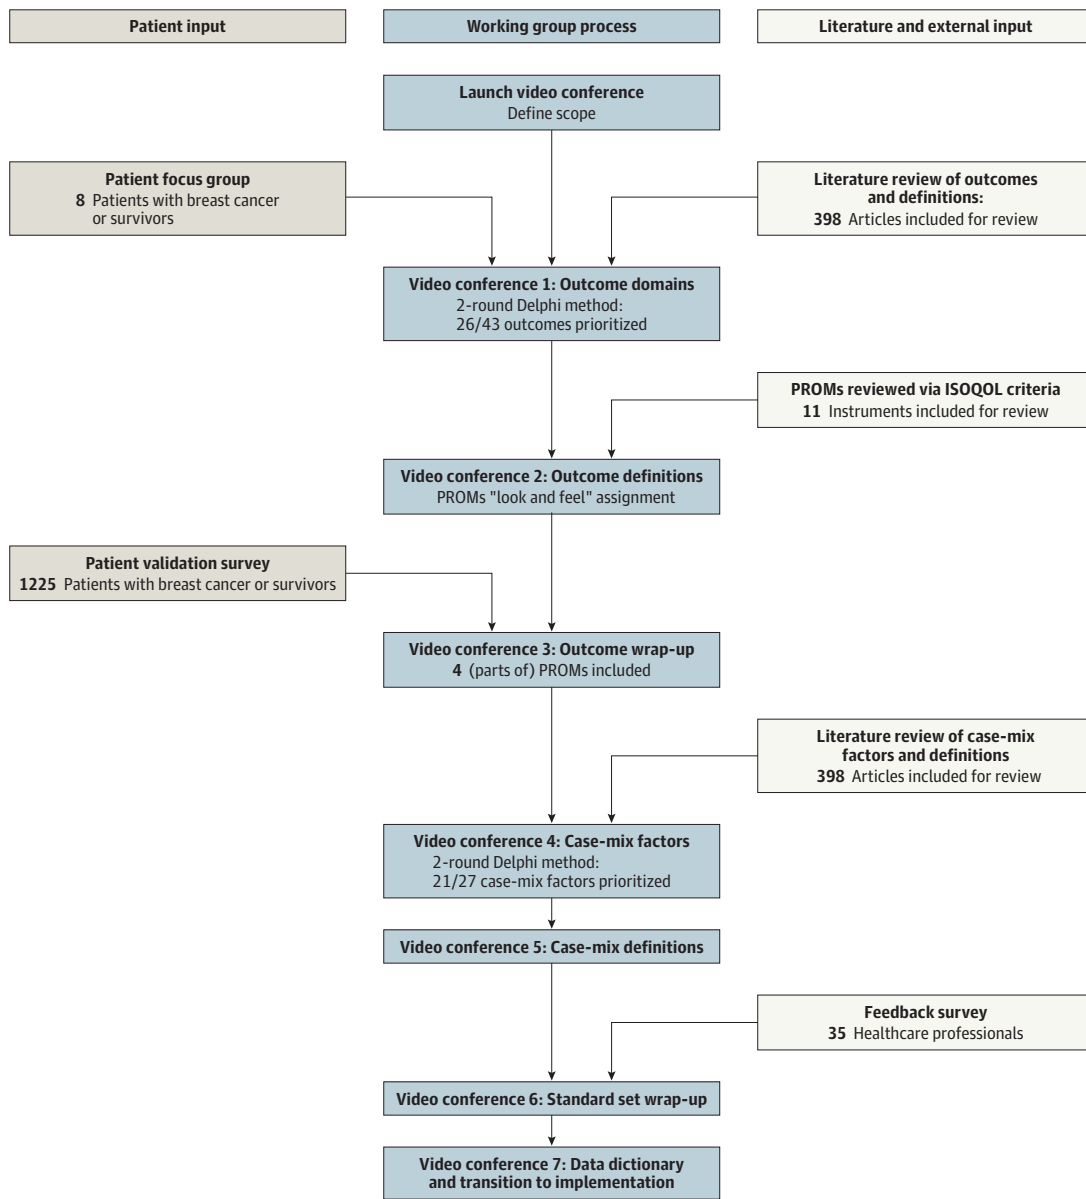 Patient input
Working group process
Literature and external input
Launch video conference
Define scope
Patient focus group
8 Patients with breast cancer
or survivors
Literature review of outcomes
and definitions:
398 Articles included for review
Video conference 1: Outcome domains
2-round Delphi method:
26/43 outcomes prioritized
PROMs reviewed via ISOQOL criteria
11 Instruments included for review
Video conference 2: Outcome definitions
PROMs "look and feel" assignment
Patient validation survey
1225 Patients with breast cancer or survivors
Video conference 3: Outcome wrap-up
4 (parts of) PROMs included
Literature review of case-mix
factors and definitions
398 Articles included for review
Video conference 4: Case-mix factors
2-round Delphi method:
21/27 case-mix factors prioritized
Video conference 5: Case-mix definitions
Feedback survey
35 Healthcare professionals
Video conference 6: Standard set wrap-up
Video conference 7: Data dictionary
and transition to implementation